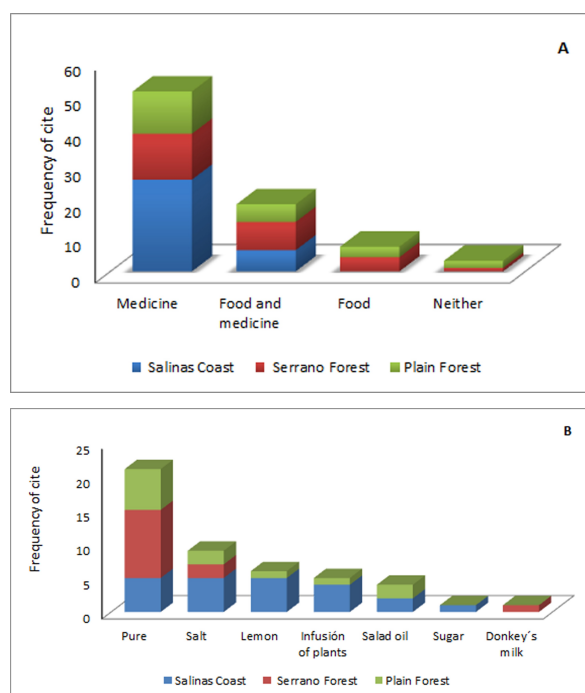 A
Frequency of cite
60
50
40
30
20
10
0
Medicine
Food and
medicine
Food
Neither
Salinas Coast
Serrano Forest
Plain Forest
B
Frequency of cite
25
20
15
10
5
0
Pure
Salt
Lemon
Infusión
of plants
Salad oil
Sugar
Donkey´s
milk
Salinas Coast
Serrano Forest
Plain Forest